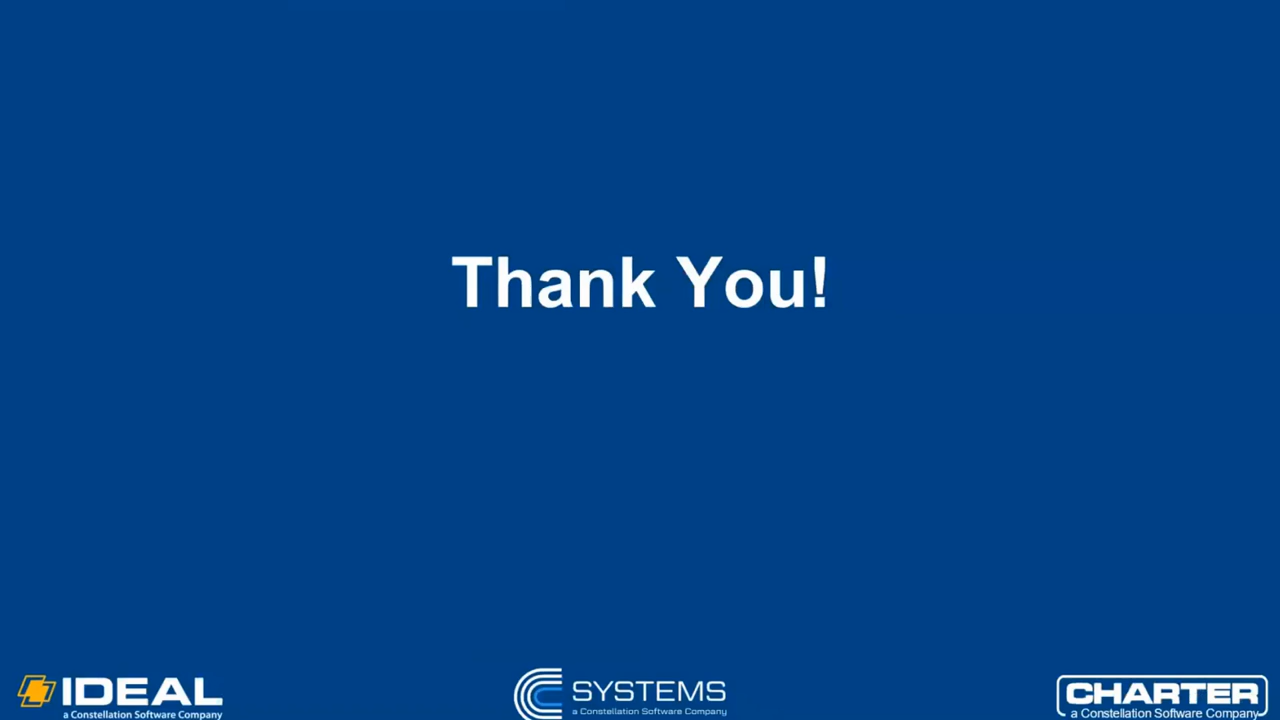 Thank You!
IDEAL
a Constellation Software Company
C SYSTEMS
a Constellation Software Company
CHARTER
a Constellation Software Company